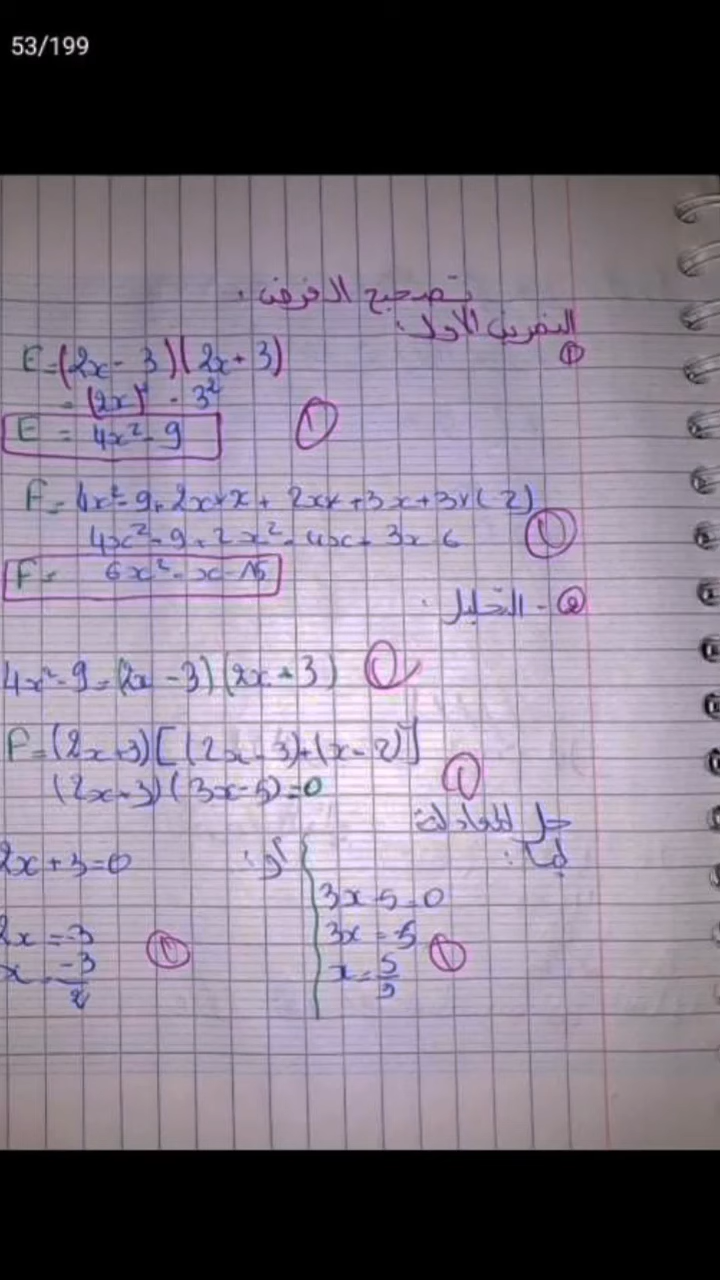 53/199
تصحيح الفرض.
التمرين الأول:
①
E = (2x - 3)(2x + 3)
= (2x)² - 3²
E = 4x² - 9 ①
F = 4x² - 9 + 2x × x + 2x × + 3x + 3 × (-2)
4x² - 9 + 2x² - 4x + 3x - 6 ①
F = 6x² - x - 15
② - التحليل.
4x² - 9 = (2x - 3)(2x + 3) ①
F = (2x + 3)[(2x - 3) + (x - 2)]
(2x + 3)(3x - 5) = 0 ①
حل المعادلة
إما:
2x + 3 = 0 أو:
3x - 5 = 0
2x = -3 3x = 5
x = -3/2 ① x = 5/3 ①